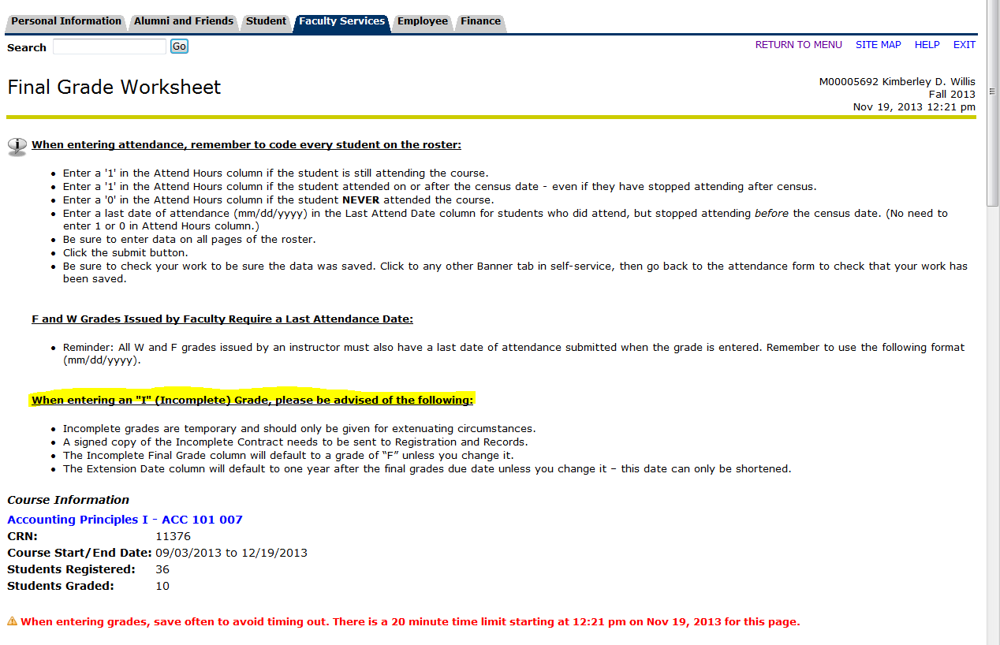 Personal Information Alumni and Friends Student Faculty Services Employee Finance
Search Go RETURN TO MENU SITE MAP HELP EXIT
Final Grade Worksheet
M00005692 Kimberley D. Willis
Fall 2013
Nov 19, 2013 12:21 pm
When entering attendance, remember to code every student on the roster:
• Enter a '1' in the Attend Hours column if the student is still attending the course.
• Enter a '1' in the Attend Hours column if the student attended on or after the census date - even if they have stopped attending after census.
• Enter a '0' in the Attend Hours column if the student NEVER attended the course.
• Enter a last date of attendance (mm/dd/yyyy) in the Last Attend Date column for students who did attend, but stopped attending before the census date. (No need to
enter 1 or 0 in Attend Hours column.)
• Be sure to enter data on all pages of the roster.
• Click the submit button.
• Be sure to check your work to be sure the data was saved. Click to any other Banner tab in self-service, then go back to the attendance form to check that your work has
been saved.
F and W Grades Issued by Faculty Require a Last Attendance Date:
• Reminder: All W and F grades issued by an instructor must also have a last date of attendance submitted when the grade is entered. Remember to use the following format
(mm/dd/yyyy).
When entering an "I" (Incomplete) Grade, please be advised of the following:
• Incomplete grades are temporary and should only be given for extenuating circumstances.
• A signed copy of the Incomplete Contract needs to be sent to Registration and Records.
• The Incomplete Final Grade column will default to a grade of “F” unless you change it.
• The Extension Date column will default to one year after the final grades due date unless you change it – this date can only be shortened.
Course Information
Accounting Principles I - ACC 101 007
CRN: 11376
Course Start/End Date: 09/03/2013 to 12/19/2013
Students Registered: 36
Students Graded: 10
When entering grades, save often to avoid timing out. There is a 20 minute time limit starting at 12:21 pm on Nov 19, 2013 for this page.